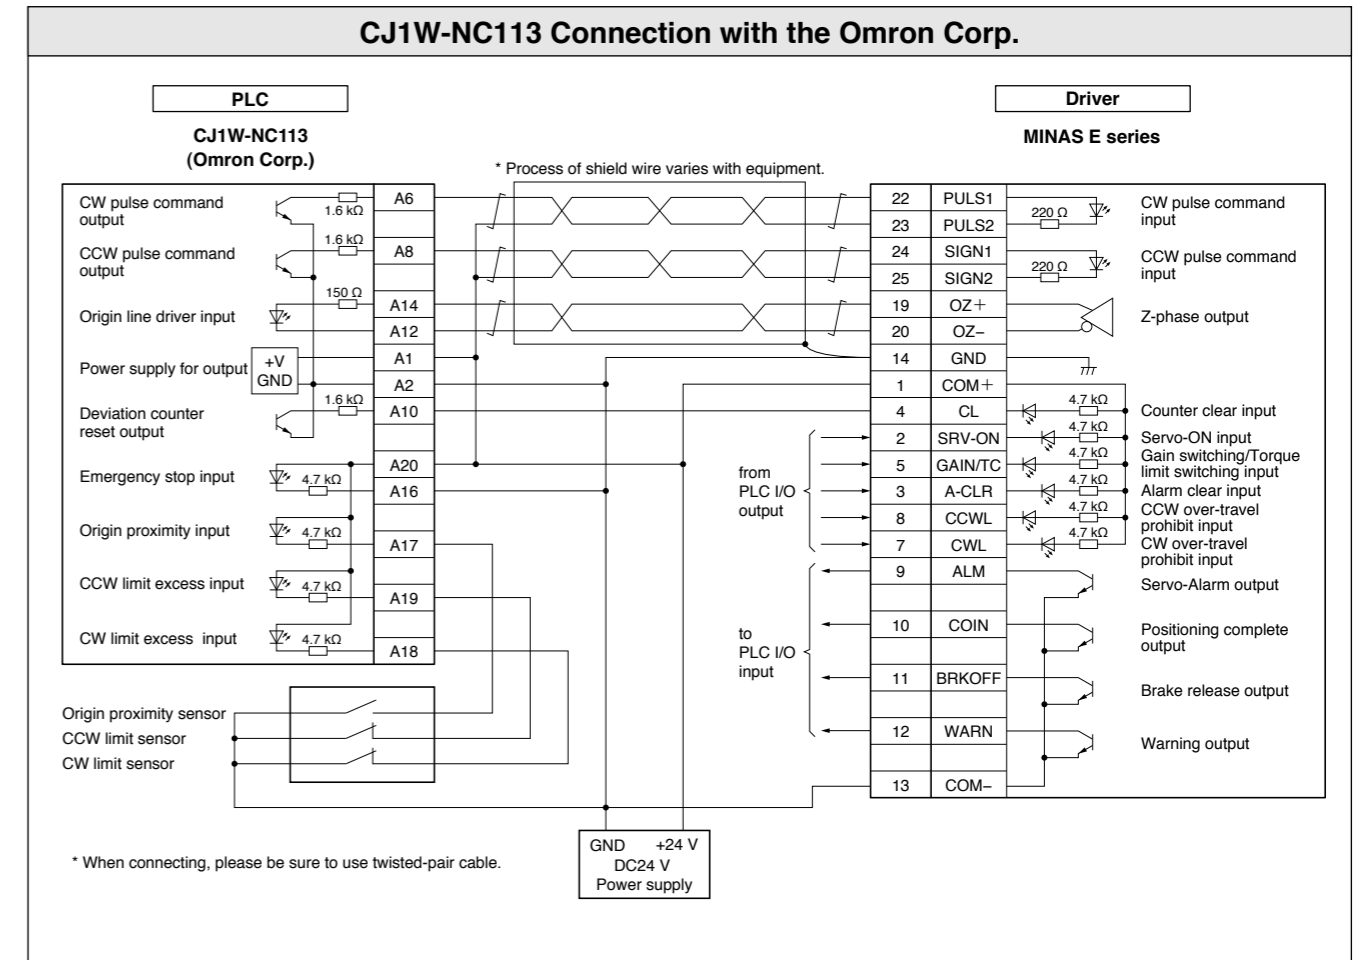 CJ1W-NC113 Connection with the Omron Corp.
PLC
Driver
CJ1W-NC113
(Omron Corp.)
MINAS E series
* Process of shield wire varies with equipment.
CW pulse command
output
1.6 kΩ
A6
CCW pulse command
output
1.6 kΩ
A8
Origin line driver input
150 Ω
A14
A12
Power supply for output
+V
GND
A1
A2
Deviation counter
reset output
1.6 kΩ
A10
Emergency stop input
4.7 kΩ
A20
A16
Origin proximity input
4.7 kΩ
A17
CCW limit excess input
4.7 kΩ
A19
CW limit excess input
4.7 kΩ
A18
Origin proximity sensor
CCW limit sensor
CW limit sensor
from
PLC I/O
output
to
PLC I/O
input
22 PULS1
23 PULS2
220 Ω
CW pulse command
input
24 SIGN1
25 SIGN2
220 Ω
CCW pulse command
input
19 OZ+
20 OZ−
Z-phase output
14 GND
1 COM+
4 CL 4.7 kΩ Counter clear input
2 SRV-ON 4.7 kΩ Servo-ON input
5 GAIN/TC 4.7 kΩ Gain switching/Torque
limit switching input
3 A-CLR 4.7 kΩ Alarm clear input
8 CCWL 4.7 kΩ CCW over-travel
prohibit input
7 CWL 4.7 kΩ CW over-travel
prohibit input
9 ALM Servo-Alarm output
10 COIN Positioning complete
output
11 BRKOFF Brake release output
12 WARN Warning output
13 COM−
GND +24 V
DC24 V
Power supply
* When connecting, please be sure to use twisted-pair cable.